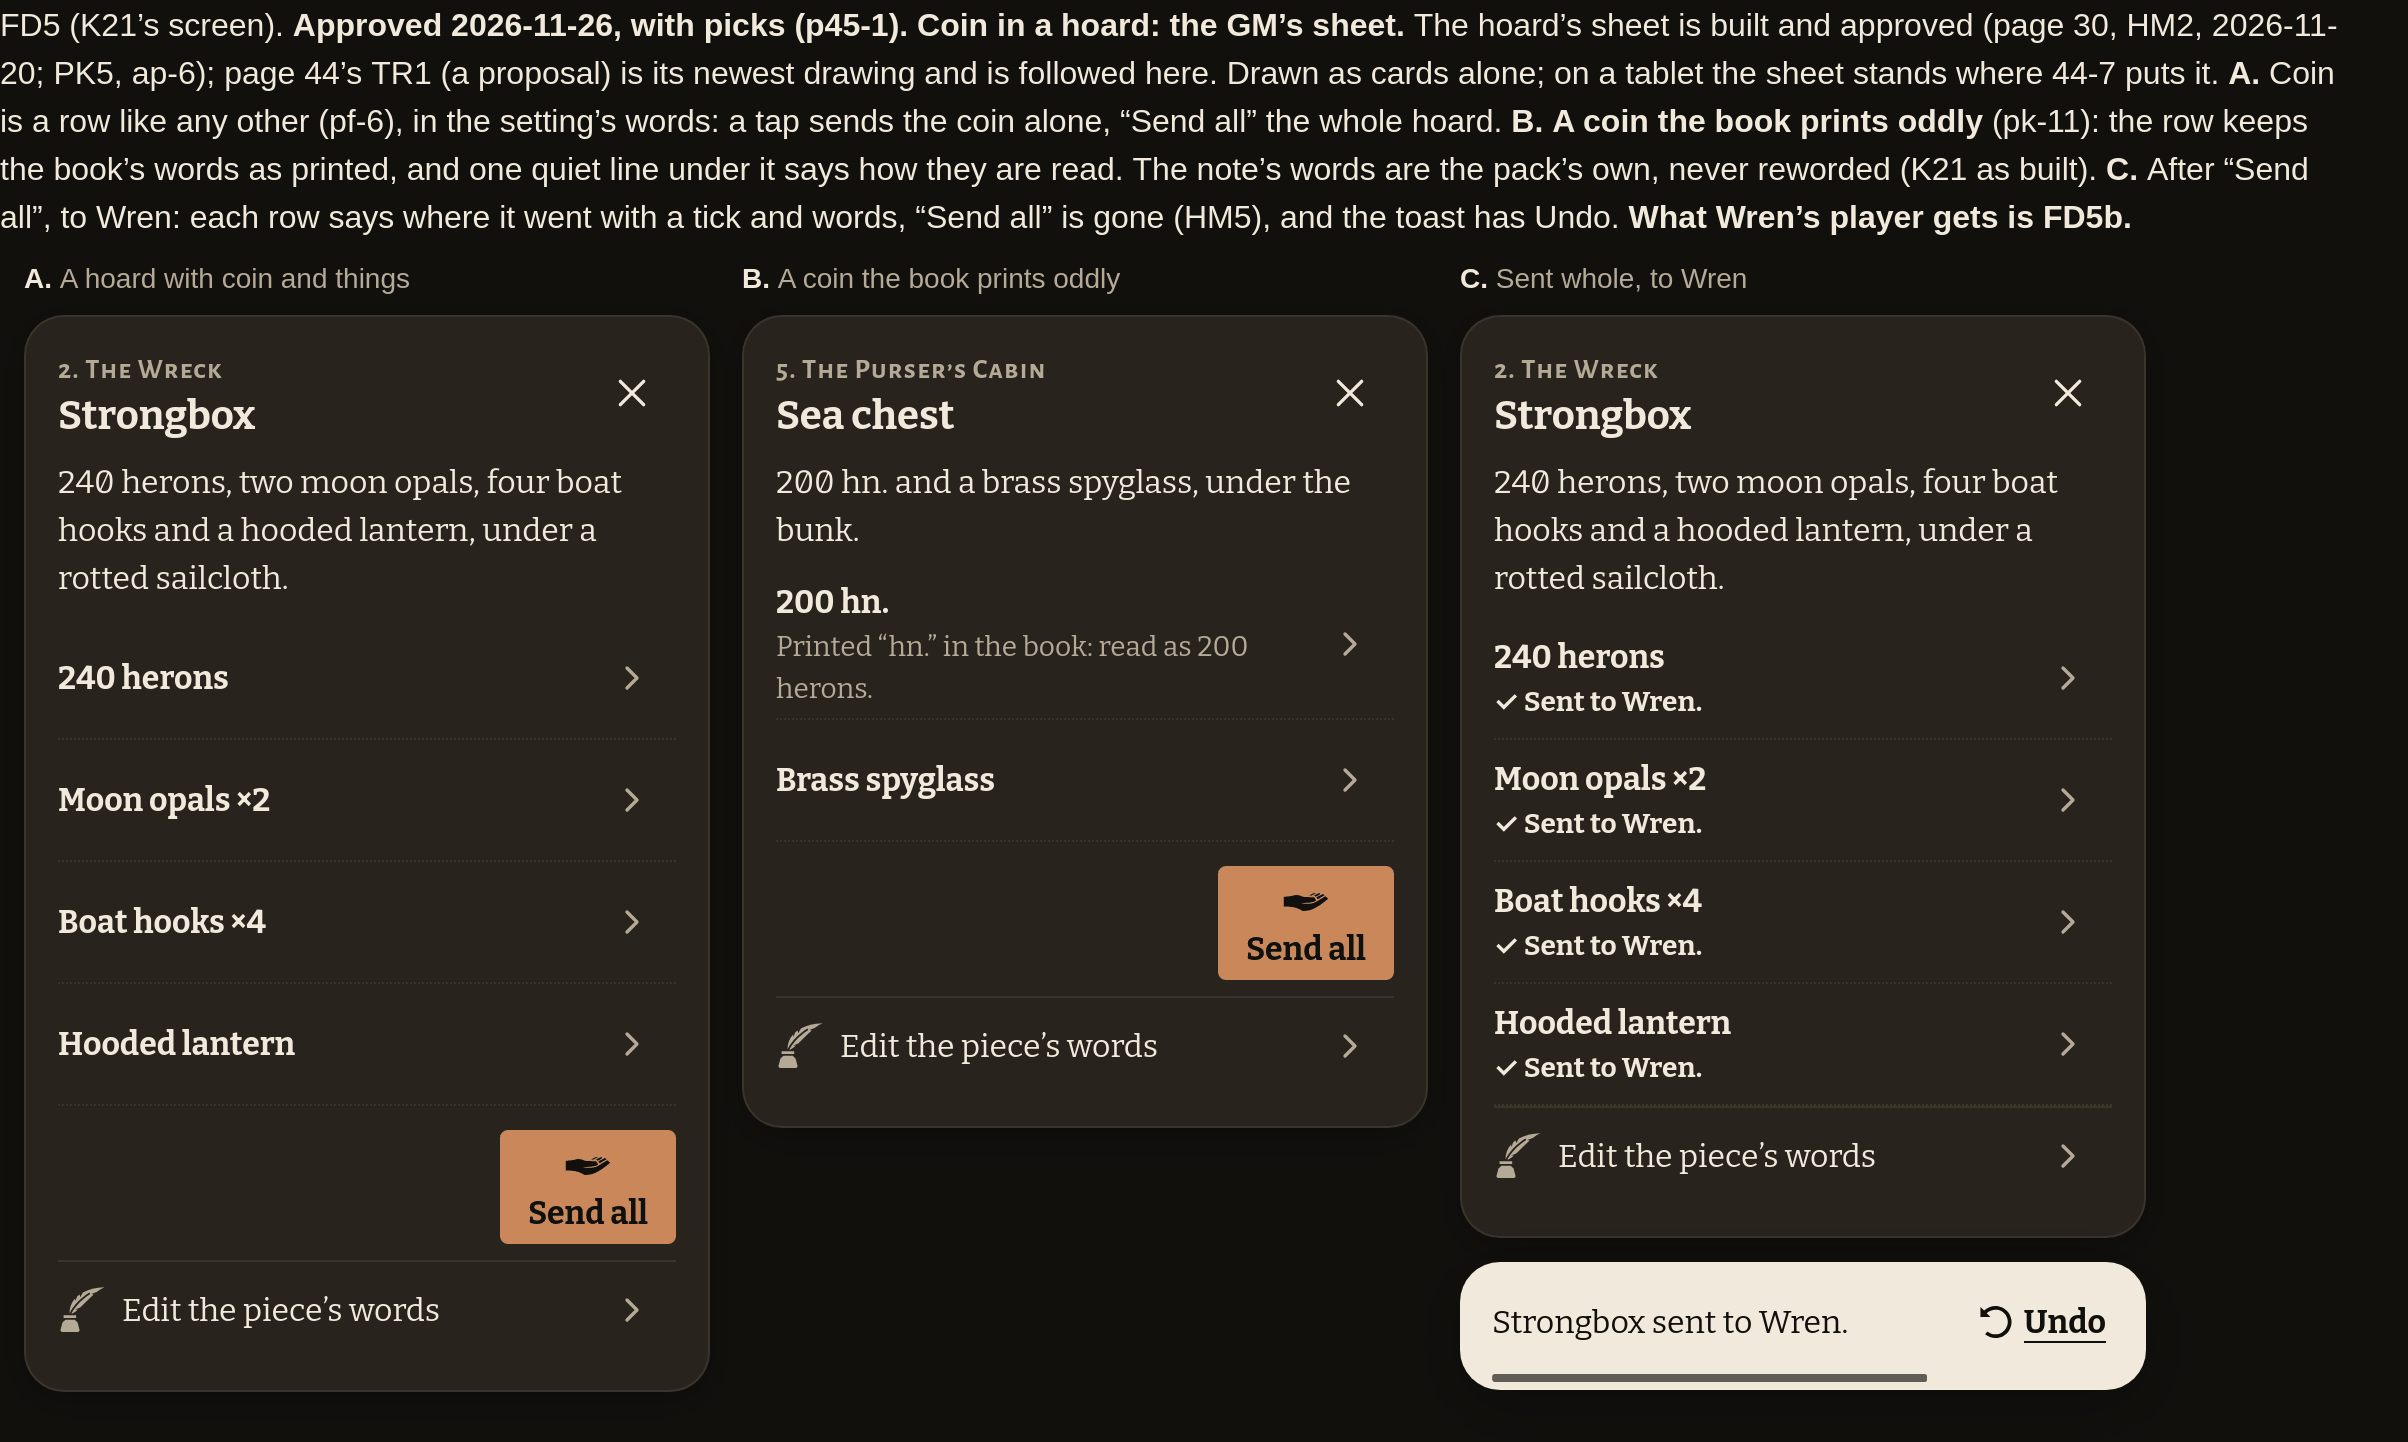 FD5 (K21’s screen). Approved 2026-11-26, with picks (p45-1). Coin in a hoard: the GM’s sheet. The hoard’s sheet is built and approved (page 30, HM2, 2026-11-
20; PK5, ap-6); page 44’s TR1 (a proposal) is its newest drawing and is followed here. Drawn as cards alone; on a tablet the sheet stands where 44-7 puts it. A. Coin
is a row like any other (pf-6), in the setting’s words: a tap sends the coin alone, “Send all” the whole hoard. B. A coin the book prints oddly (pk-11): the row keeps
the book’s words as printed, and one quiet line under it says how they are read. The note’s words are the pack’s own, never reworded (K21 as built). C. After “Send
all”, to Wren: each row says where it went with a tick and words, “Send all” is gone (HM5), and the toast has Undo. What Wren’s player gets is FD5b.
A. A hoard with coin and things
2. The Wreck
Strongbox
240 herons, two moon opals, four boat
hooks and a hooded lantern, under a
rotted sailcloth.
240 herons
Moon opals ×2
Boat hooks ×4
Hooded lantern
Send all
Edit the piece’s words
B. A coin the book prints oddly
5. The Purser’s Cabin
Sea chest
200 hn. and a brass spyglass, under the
bunk.
200 hn.
Printed “hn.” in the book: read as 200
herons.
Brass spyglass
Send all
Edit the piece’s words
C. Sent whole, to Wren
2. The Wreck
Strongbox
240 herons, two moon opals, four boat
hooks and a hooded lantern, under a
rotted sailcloth.
240 herons
✓ Sent to Wren.
Moon opals ×2
✓ Sent to Wren.
Boat hooks ×4
✓ Sent to Wren.
Hooded lantern
✓ Sent to Wren.
Edit the piece’s words
Strongbox sent to Wren.
Undo